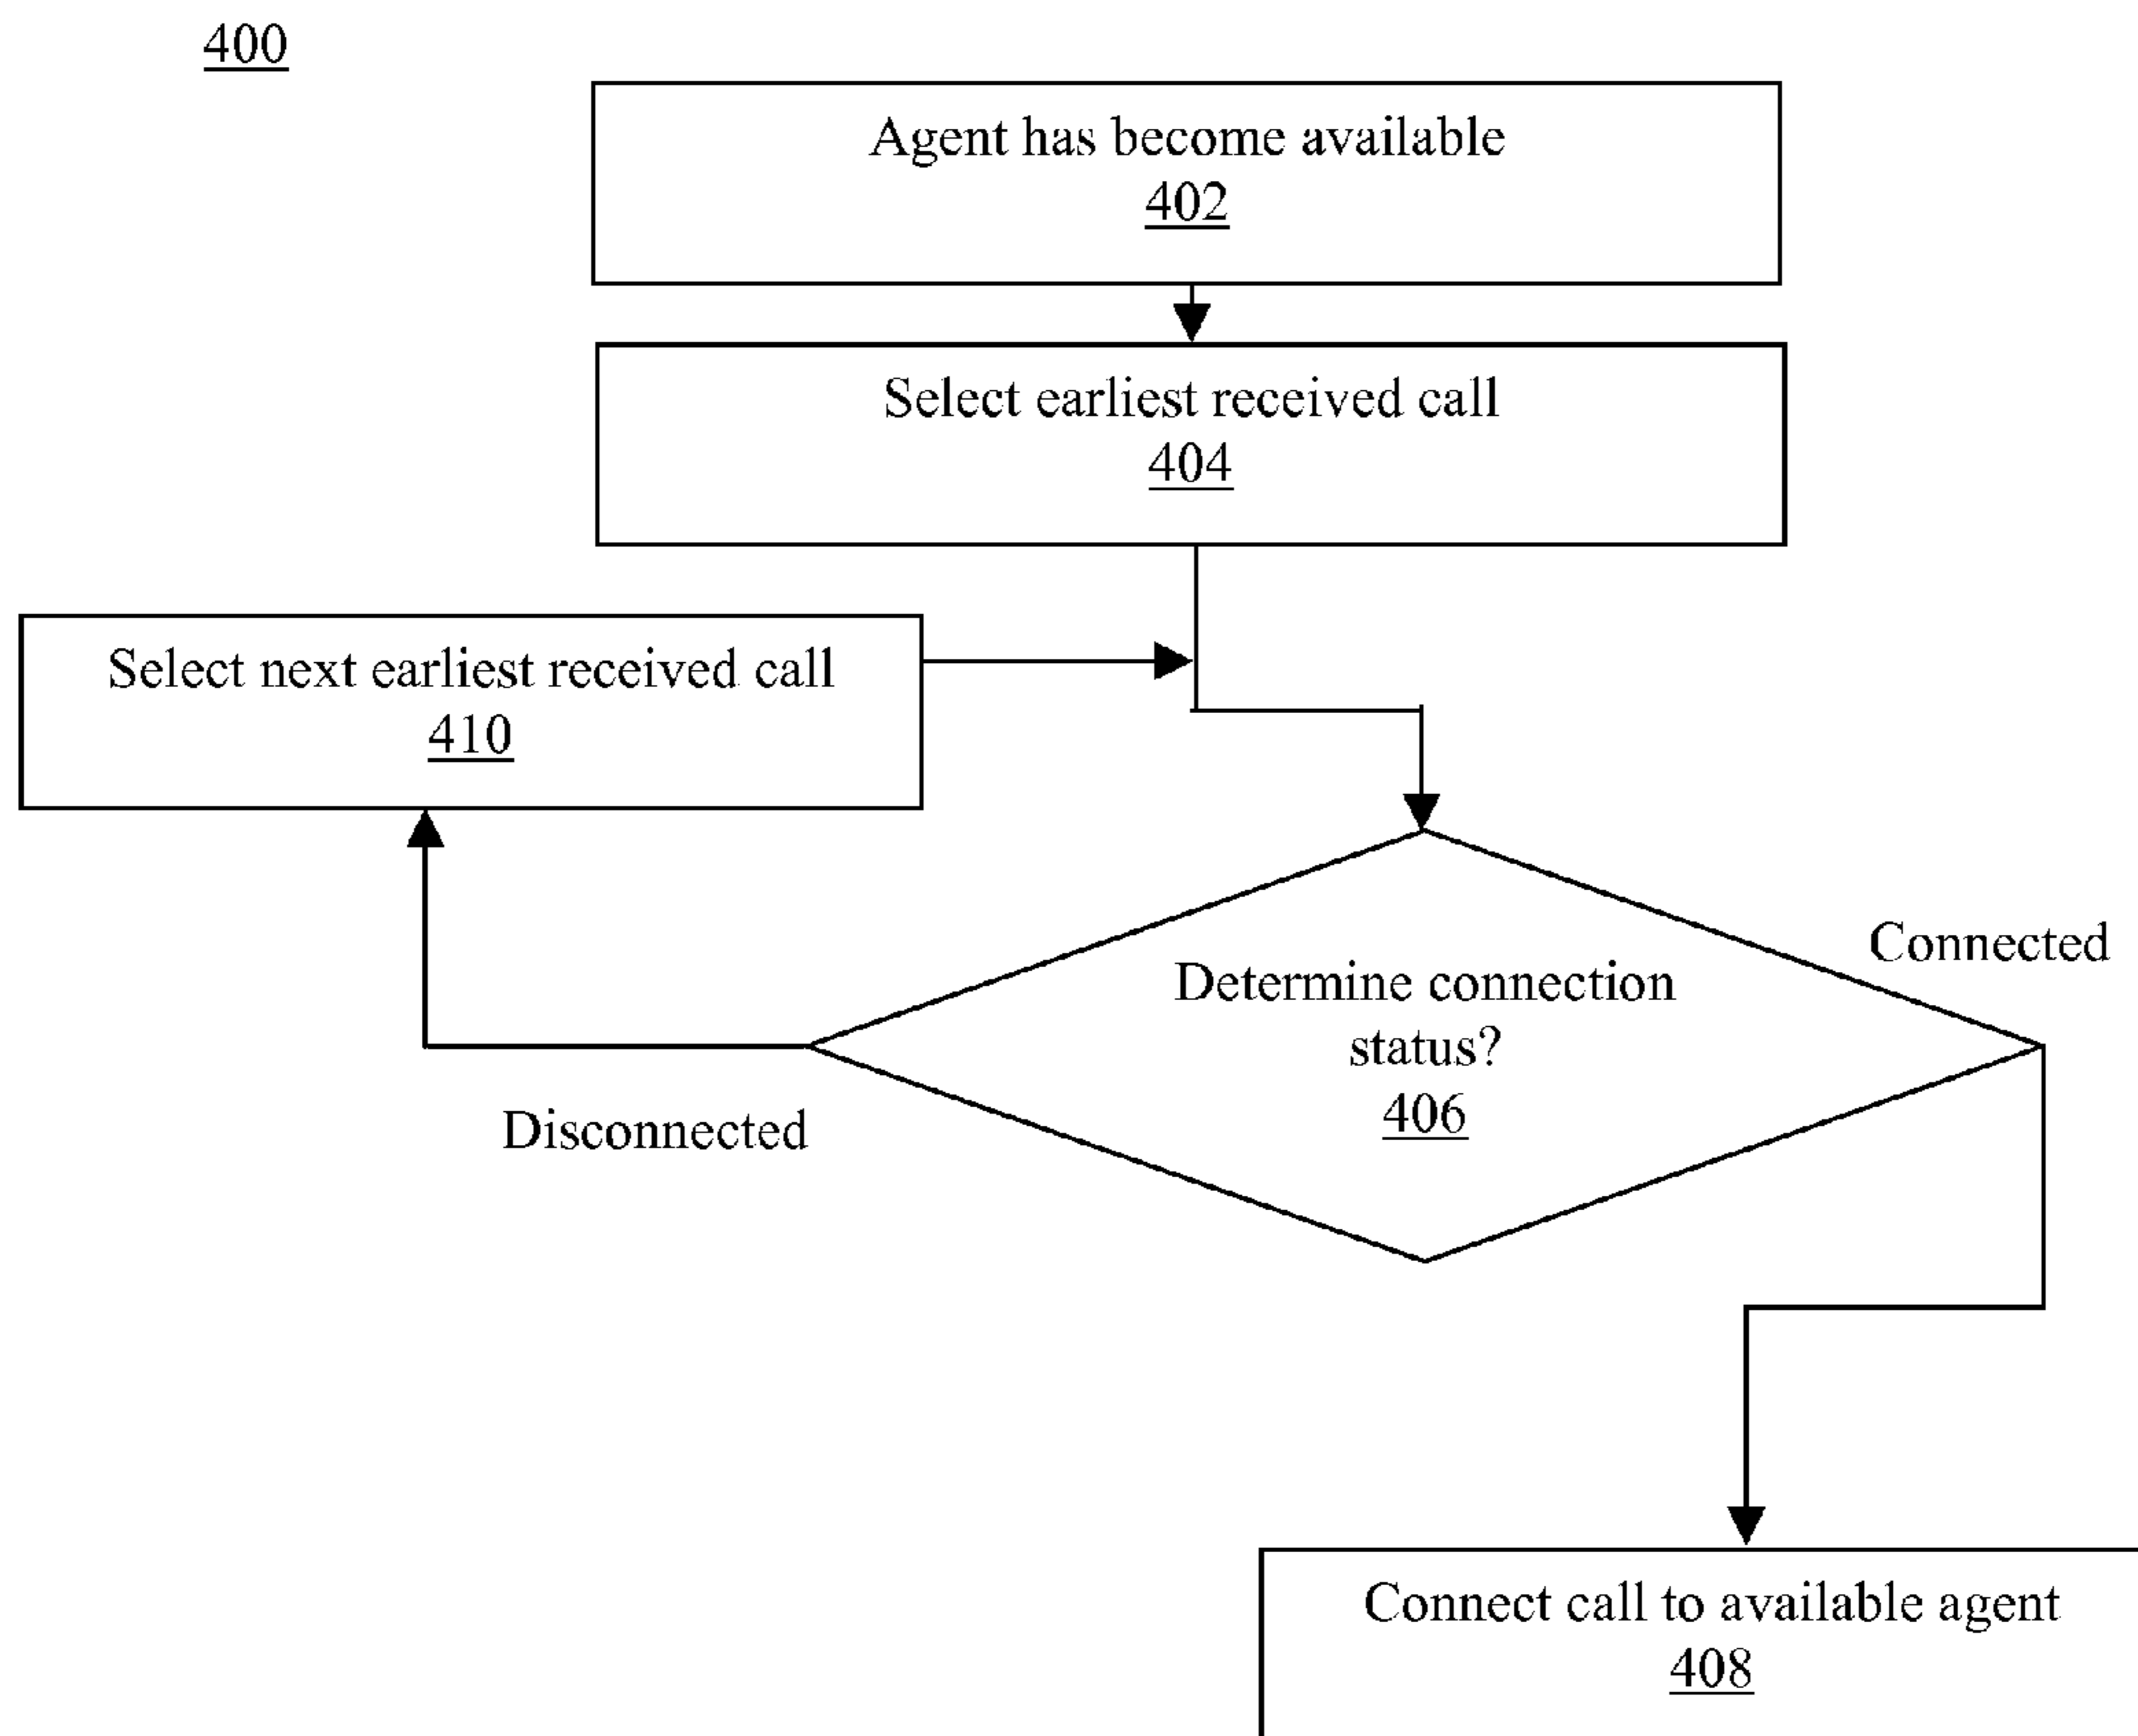 400
Agent has become available
402
Select earliest received call
404
Select next earliest received call
410
Connected
Determine connection
status?
406
Disconnected
Connect call to available agent
408